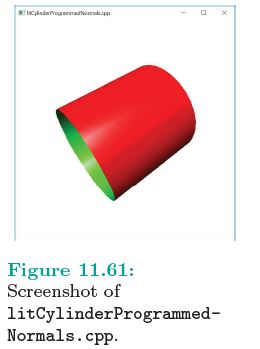 litCylinderProgrammedNormals.cpp
Figure 11.61:
Screenshot of
litCylinderProgrammed-
Normals.cpp.